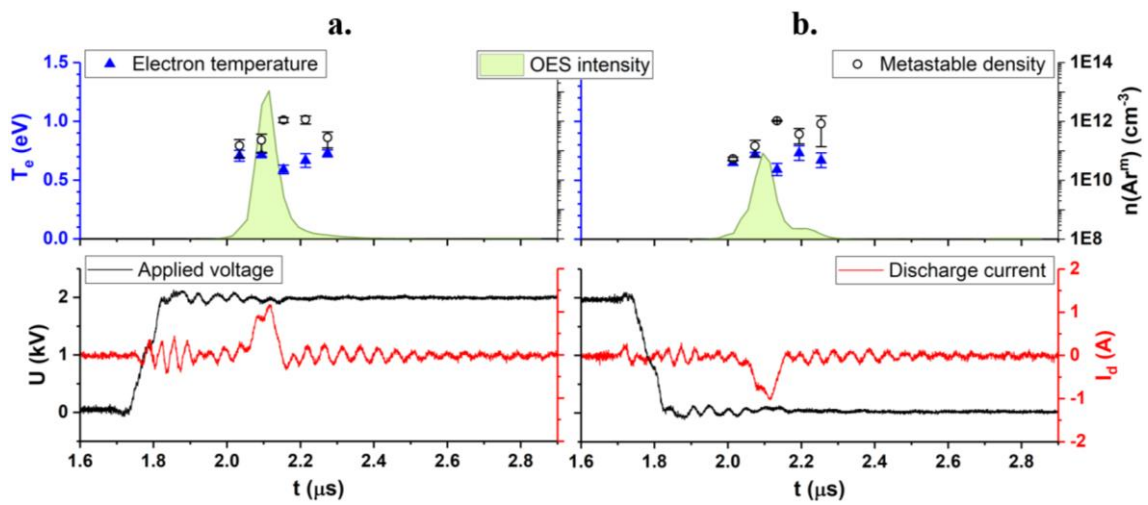 a. b.
Electron temperature OES intensity Metastable density
1.5 1E14
1.0 1E12
0.5 1E10
0.0 1E8
T_e (eV) n(Ar^m) (cm^-3)
Applied voltage Discharge current
2 2
1
1 0
-1
0 -2
U (kV) I_d (A)
1.6 1.8 2.0 2.2 2.4 2.6 2.8 1.6 1.8 2.0 2.2 2.4 2.6 2.8
t (μs) t (μs)